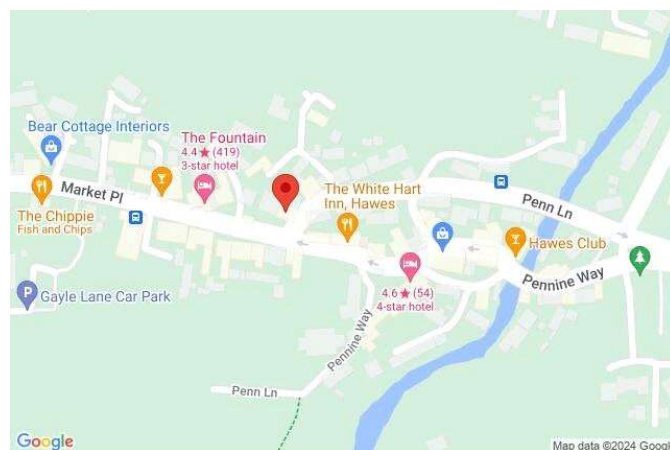 Bear Cottage Interiors
The Fountain
4.4★ (419)
3-star hotel
Market Pl
The Chippie
Fish and Chips
The White Hart
Inn, Hawes
Penn Ln
Hawes Club
Pennine Way
P
Gayle Lane Car Park
4.6★ (54)
4-star hotel
Pennine Way
Penn Ln
Google
Map data ©2024 Google